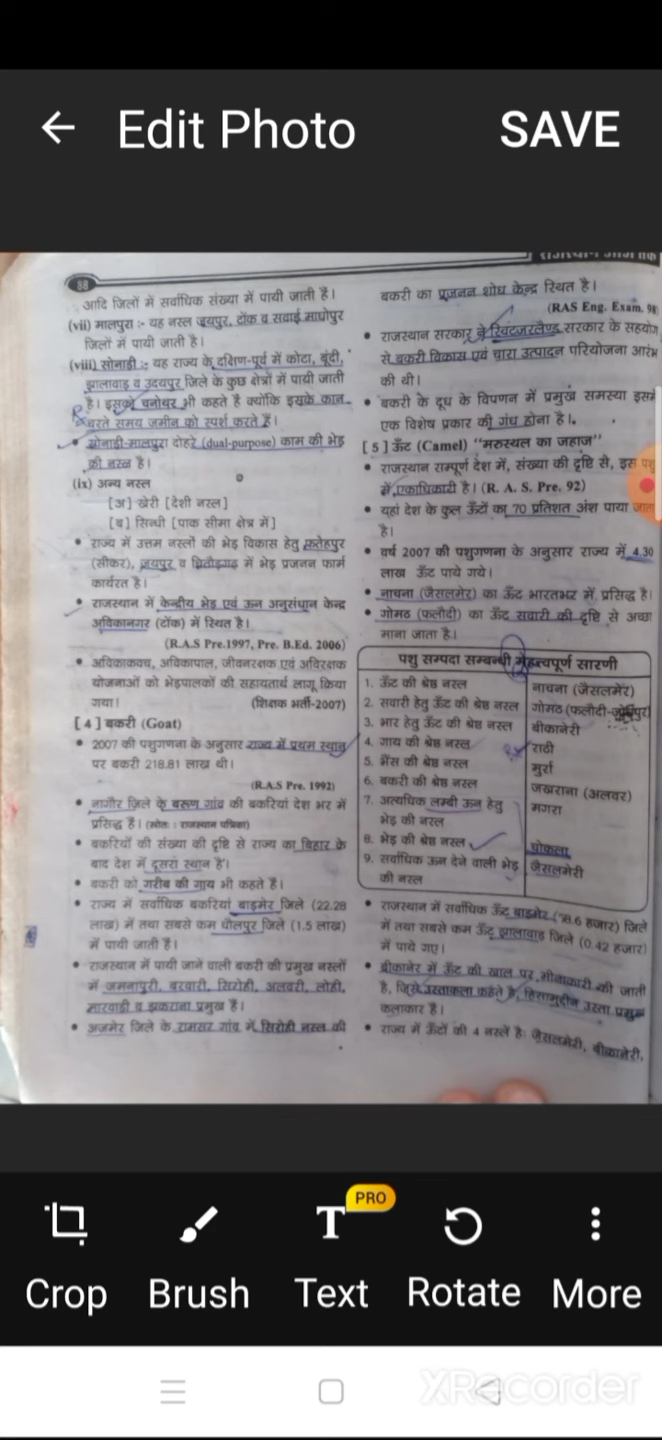 Edit Photo
SAVE
88
आदि जिलों में सर्वाधिक संख्या में पायी जाती है।
(vii) मालपुरा :- यह नस्ल जयपुर, टोंक व सवाई माधोपुर
जिलों में पायी जाती है।
(viii) सोनाड़ी :- यह राज्य के दक्षिण-पूर्व में कोटा, बूंदी,
झालावाड़ व उदयपुर जिले के कुछ क्षेत्रों में पायी जाती
है। इसको चनोथर भी कहते है क्योंकि इसके कान
चरते समय जमीन को स्पर्श करते है।
• सोनाड़ी-मालपुरा दोहरे (dual-purpose) काम की भेड़
की नस्ल है।
(ix) अन्य नस्ल
[अ] खेरी [देशी नस्ल]
[ब] सिन्धी [पाक सीमा क्षेत्र में]
• राज्य में उत्तम नस्लों की भेड़ विकास हेतु फतेहपुर
(सीकर), जयपुर व चितौड़गढ़ में भेड़ प्रजनन फार्म
कार्यरत है।
• राजस्थान में केन्द्रीय भेड़ एवं ऊन अनुसंधान केन्द्र
अविकानगर (टोंक) में स्थित है।
(R.A.S Pre.1997, Pre. B.Ed. 2006)
• अविकाकवच, अविकापाल, जीवनरक्षक एवं अविरक्षक
योजनाओं को भेड़पालकों की सहायतार्थ लागू किया
गया। (शिक्षक भर्ती-2007)
[ 4 ] बकरी (Goat)
• 2007 की पशुगणना के अनुसार राज्य में प्रथम स्थान
पर बकरी 218.81 लाख थी।
(R.A.S Pre. 1992)
• नागौर ज़िले के बरूण गांव की बकरियां देश भर में
प्रसिद्ध है। (स्रोत : राजस्थान पत्रिका)
• बकरियों की संख्या की दृष्टि से राज्य का बिहार के
बाद देश में दूसरा स्थान है।
• बकरी को गरीब की गाय भी कहते है।
• राज्य में सर्वाधिक बकरियां बाड़मेर जिले (22.28
लाख) में तथा सबसे कम धौलपुर जिले (1.5 लाख)
में पायी जाती है।
• राजस्थान में पायी जाने वाली बकरी की प्रमुख नस्लों
में जमनापुरी, बरबारी, सिरोही, अलवरी, लोही,
मारवाड़ी व झकराना प्रमुख है।
• अजमेर जिले के रामसर गांव में सिरोही नस्ल की
बकरी का प्रजनन शोध केन्द्र स्थित है।
(RAS Eng. Exam. 98
• राजस्थान सरकार ने स्विटजरलैण्ड सरकार के सहयोग
से बकरी विकास एवं चारा उत्पादन परियोजना आरंभ
की थी।
• बकरी के दूध के विपणन में प्रमुख समस्या इसमें
एक विशेष प्रकार की गंध होना है।
[ 5 ] ऊँट (Camel) "मरुस्थल का जहाज"
• राजस्थान सम्पूर्ण देश में, संख्या की दृष्टि से, इस पशु
में एकाधिकारी है। (R. A. S. Pre. 92)
• यहां देश के कुल ऊँटों का 70 प्रतिशत अंश पाया जाता
है।
• वर्ष 2007 की पशुगणना के अनुसार राज्य में 4.30
लाख ऊँट पाये गये।
• नाचना (जैसलमेर) का ऊँट भारतभर में प्रसिद्ध है।
• गोमठ (फलौदी) का ऊँट सवारी की दृष्टि से अच्छा
माना जाता है।
पशु सम्पदा सम्बन्धी महत्त्वपूर्ण सारणी
1. ऊँट की श्रेष्ठ नस्ल नाचना (जैसलमेर)
2. सवारी हेतु ऊँट की श्रेष्ठ नस्ल गोमठ (फलौदी-जोधपुर)
3. भार हेतु ऊँट की श्रेष्ठ नस्ल बीकानेरी
4. गाय की श्रेष्ठ नस्ल राठी
5. भैंस की श्रेष्ठ नस्ल मुर्रा
6. बकरी की श्रेष्ठ नस्ल जखराना (अलवर)
7. अत्यधिक लम्बी ऊन हेतु मगरा
भेड़ की नस्ल
8. भेड़ की श्रेष्ठ नस्ल चोकला
9. सर्वाधिक ऊन देने वाली भेड़ जैसलमेरी
की नस्ल
• राजस्थान में सर्वाधिक ऊँट बाड़मेर हजार) जिले
में तथा सबसे कम ऊँट झालावाड़ जिले (0.42 हजार)
में पाये गए।
• बीकानेर में ऊँट की खाल पर मीनाकारी की जाती
है, जिसे उस्ताकला कहते है, हिसामुद्दीन उस्ता प्रमुख
कलाकार है।
• राज्य में ऊँटों की 4 नस्लें है: जैसलमेरी, बीकानेरी,
PRO
Crop
Brush
Text
Rotate
More
XRecorder